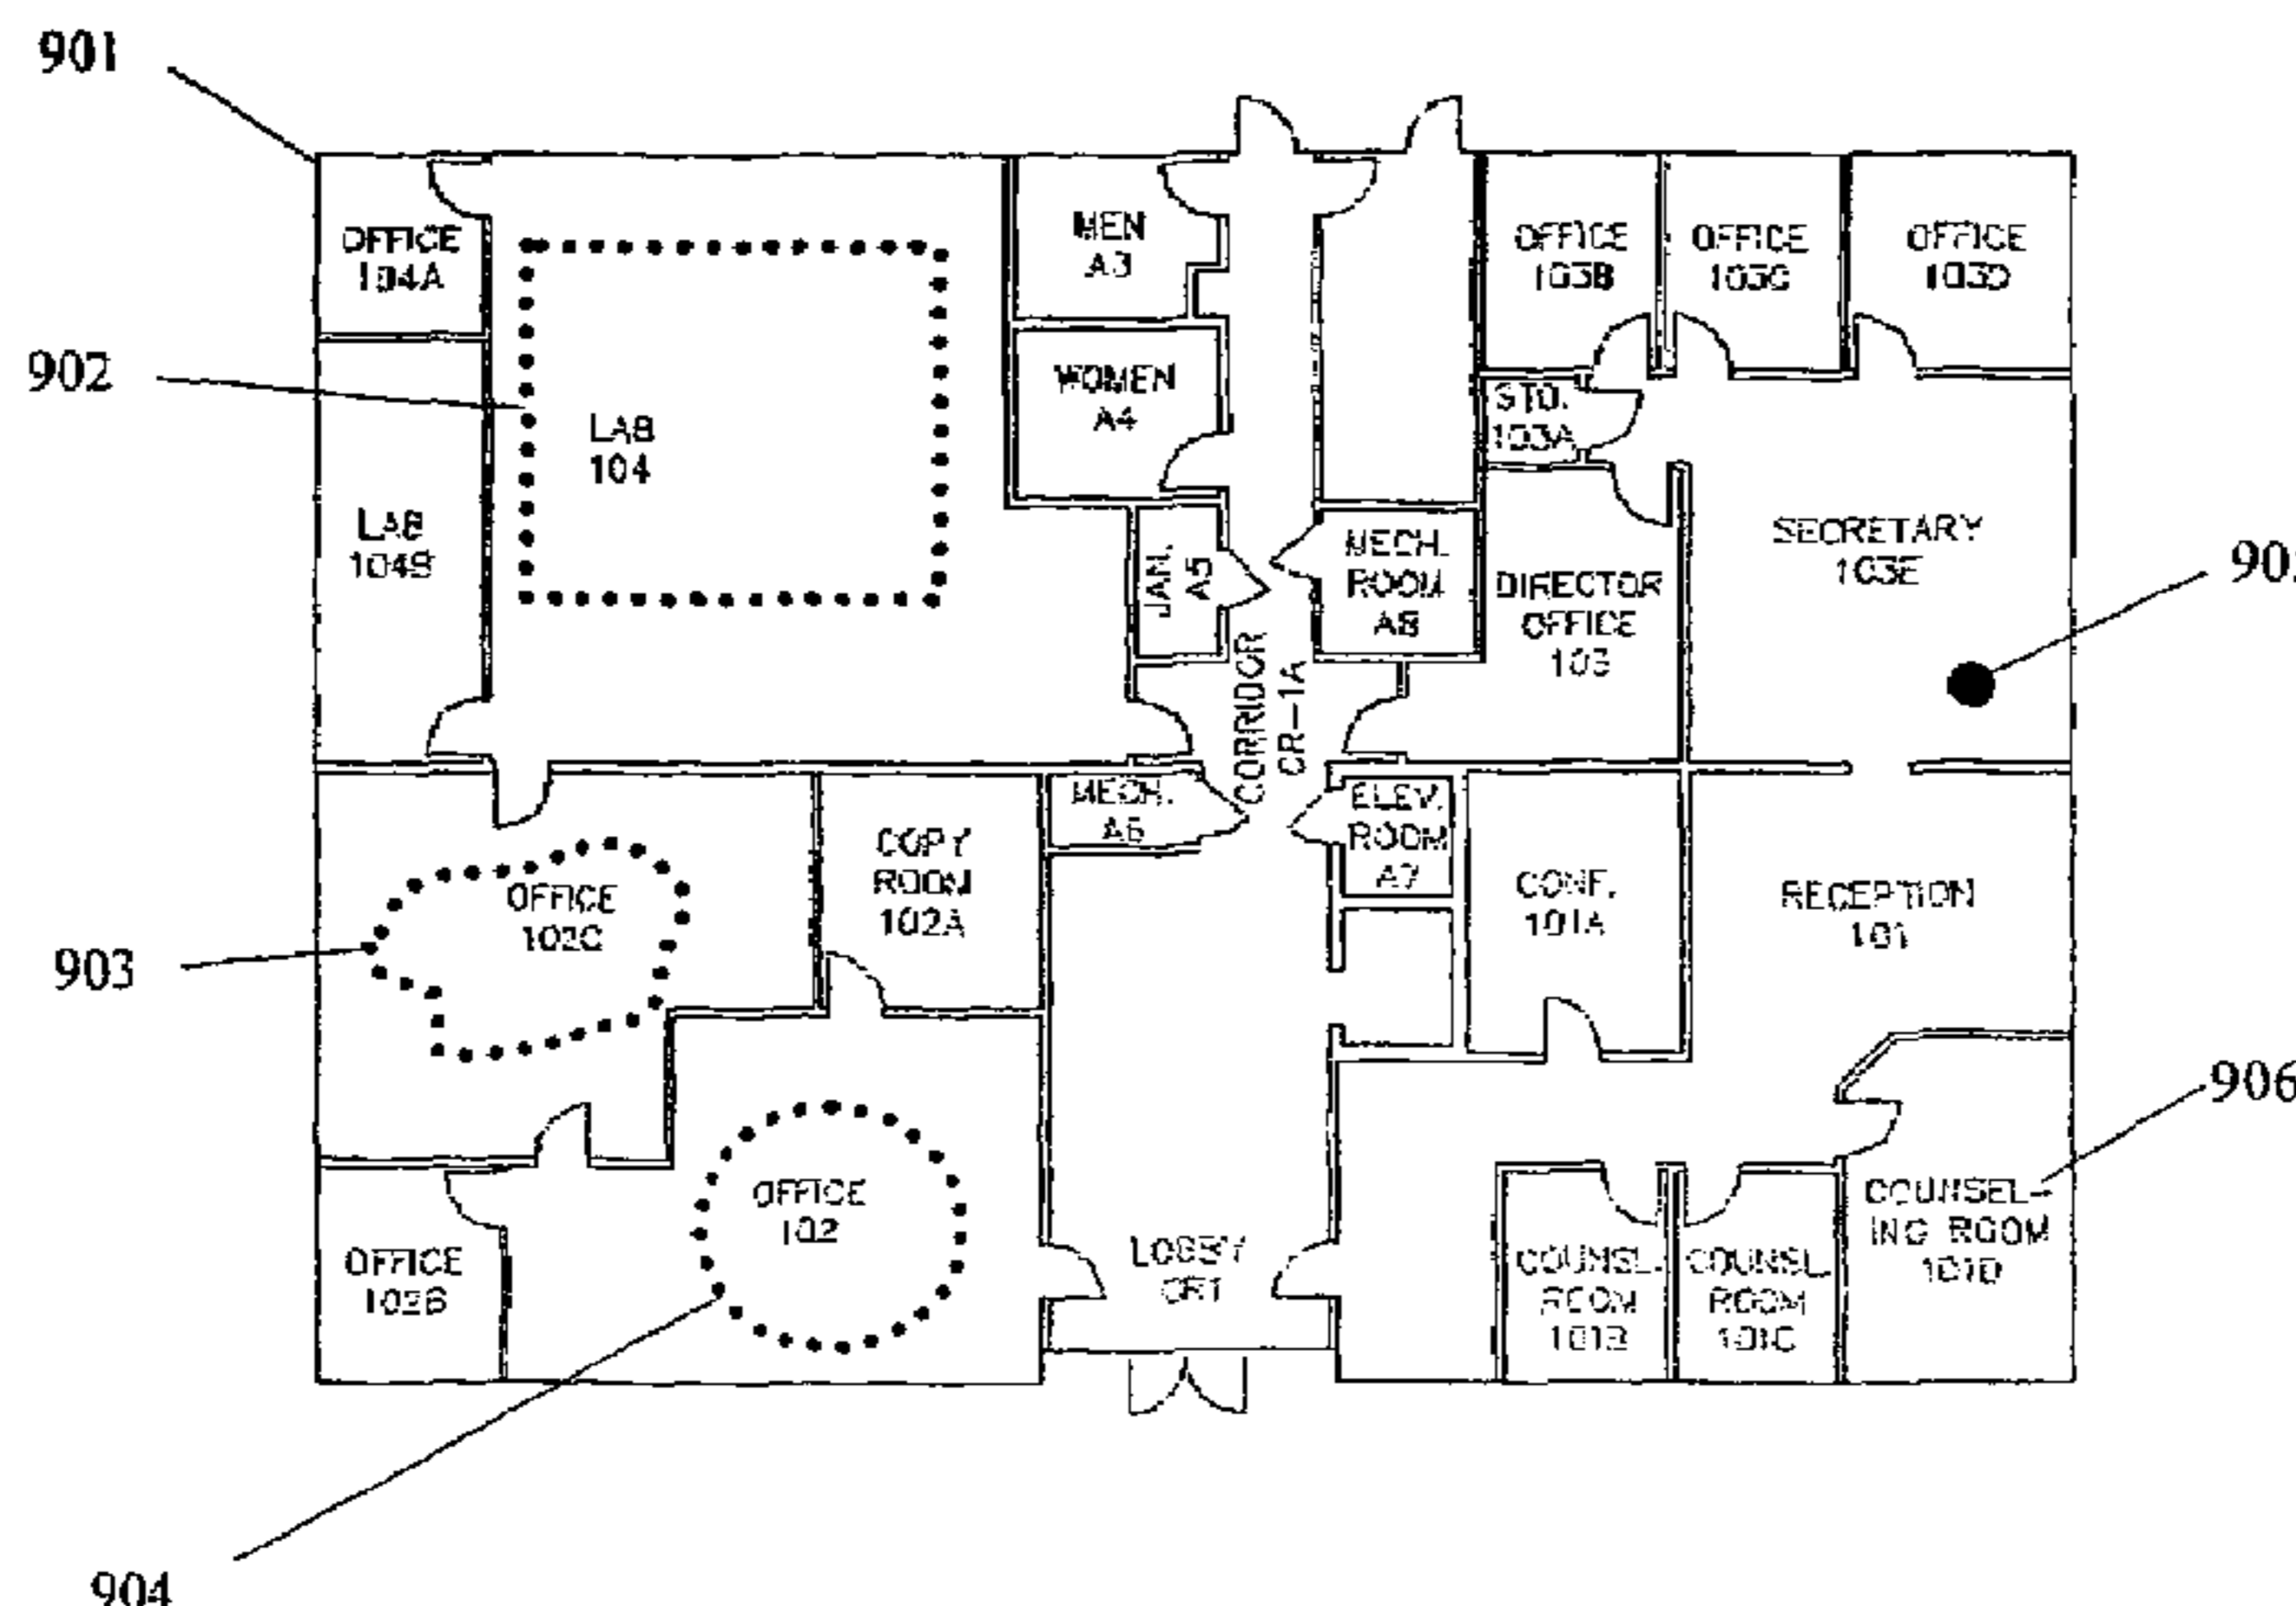 901
OFFICE
104A
902
LAB
104
LAB
104B
MEN
A3
WOMEN
A4
JAN.
A5
MECH.
ROOM
A8
CORRIDOR
CR-1A
OFFICE
103B
OFFICE
103C
OFFICE
103D
STO.
103A
DIRECTOR
OFFICE
103
SECRETARY
103E
90
MECH.
A6
ELEV.
ROOM
A7
COPY
ROOM
102A
OFFICE
102C
903
CONF.
101A
RECEPTION
101
906
OFFICE
102
OFFICE
102B
LOBBY
CR1
COUNSL.
ROOM
101B
COUNSL.
ROOM
101C
COUNSEL-
ING ROOM
101D
904